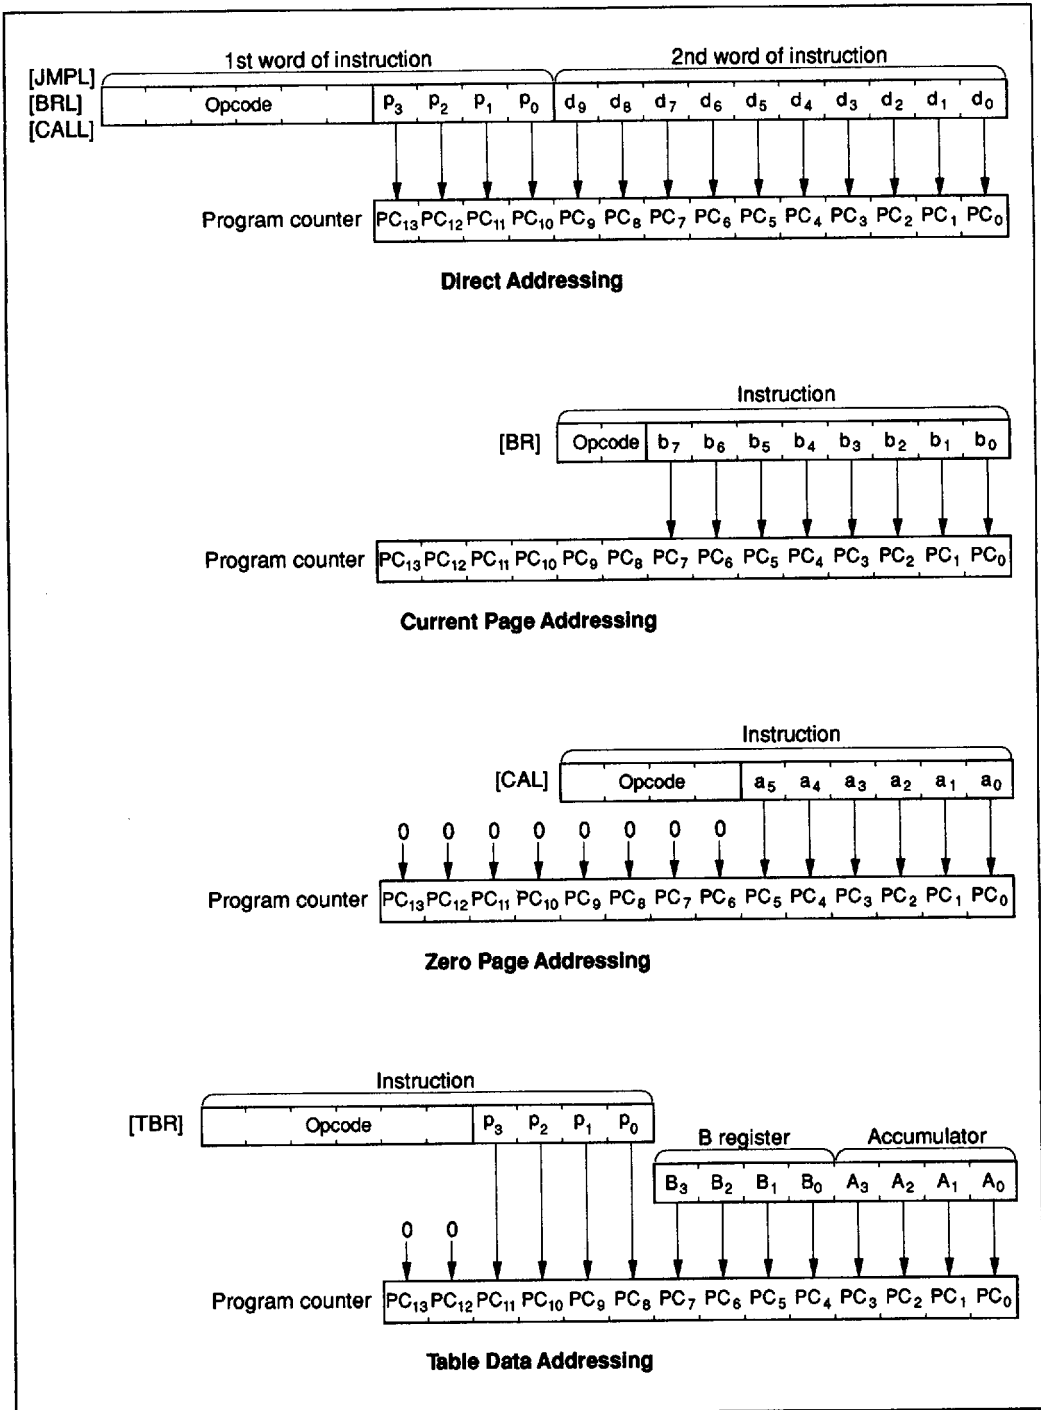 1st word of instruction 2nd word of instruction
[JMPL]
[BRL] Opcode p3 p2 p1 p0 d9 d8 d7 d6 d5 d4 d3 d2 d1 d0
[CALL]
Program counter PC13 PC12 PC11 PC10 PC9 PC8 PC7 PC6 PC5 PC4 PC3 PC2 PC1 PC0
Direct Addressing
Instruction
[BR] Opcode b7 b6 b5 b4 b3 b2 b1 b0
Program counter PC13 PC12 PC11 PC10 PC9 PC8 PC7 PC6 PC5 PC4 PC3 PC2 PC1 PC0
Current Page Addressing
Instruction
[CAL] Opcode a5 a4 a3 a2 a1 a0
0 0 0 0 0 0 0 0
Program counter PC13 PC12 PC11 PC10 PC9 PC8 PC7 PC6 PC5 PC4 PC3 PC2 PC1 PC0
Zero Page Addressing
Instruction
[TBR] Opcode p3 p2 p1 p0
B register Accumulator
B3 B2 B1 B0 A3 A2 A1 A0
0 0
Program counter PC13 PC12 PC11 PC10 PC9 PC8 PC7 PC6 PC5 PC4 PC3 PC2 PC1 PC0
Table Data Addressing